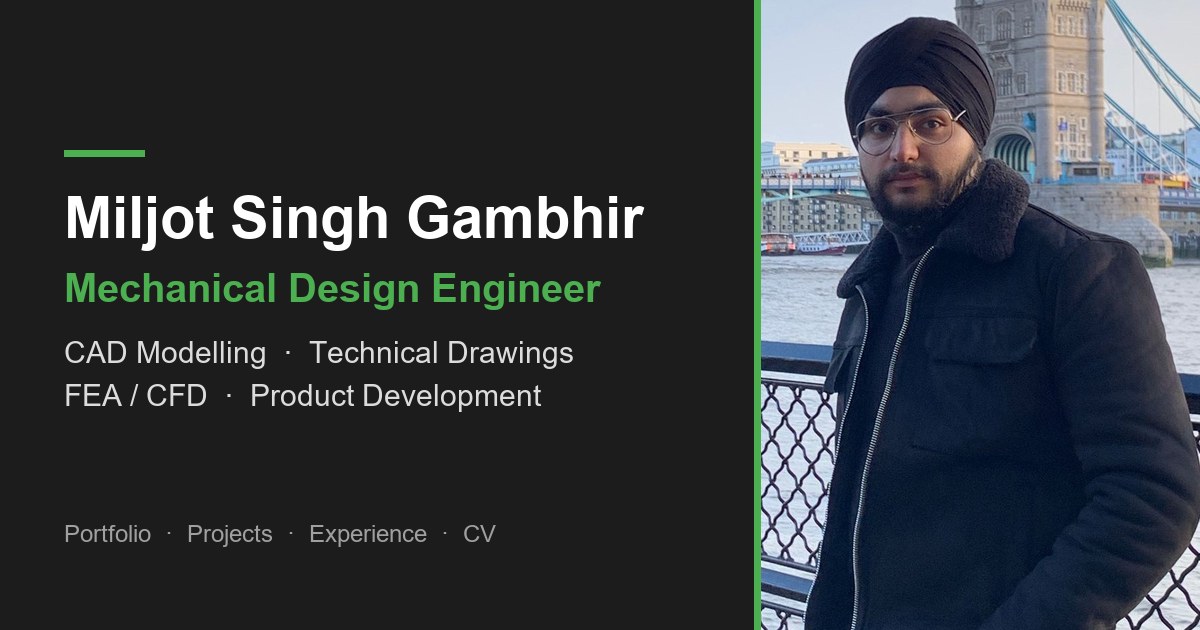 Miljot Singh Gambhir
Mechanical Design Engineer
CAD Modelling · Technical Drawings
FEA / CFD · Product Development
Portfolio · Projects · Experience · CV